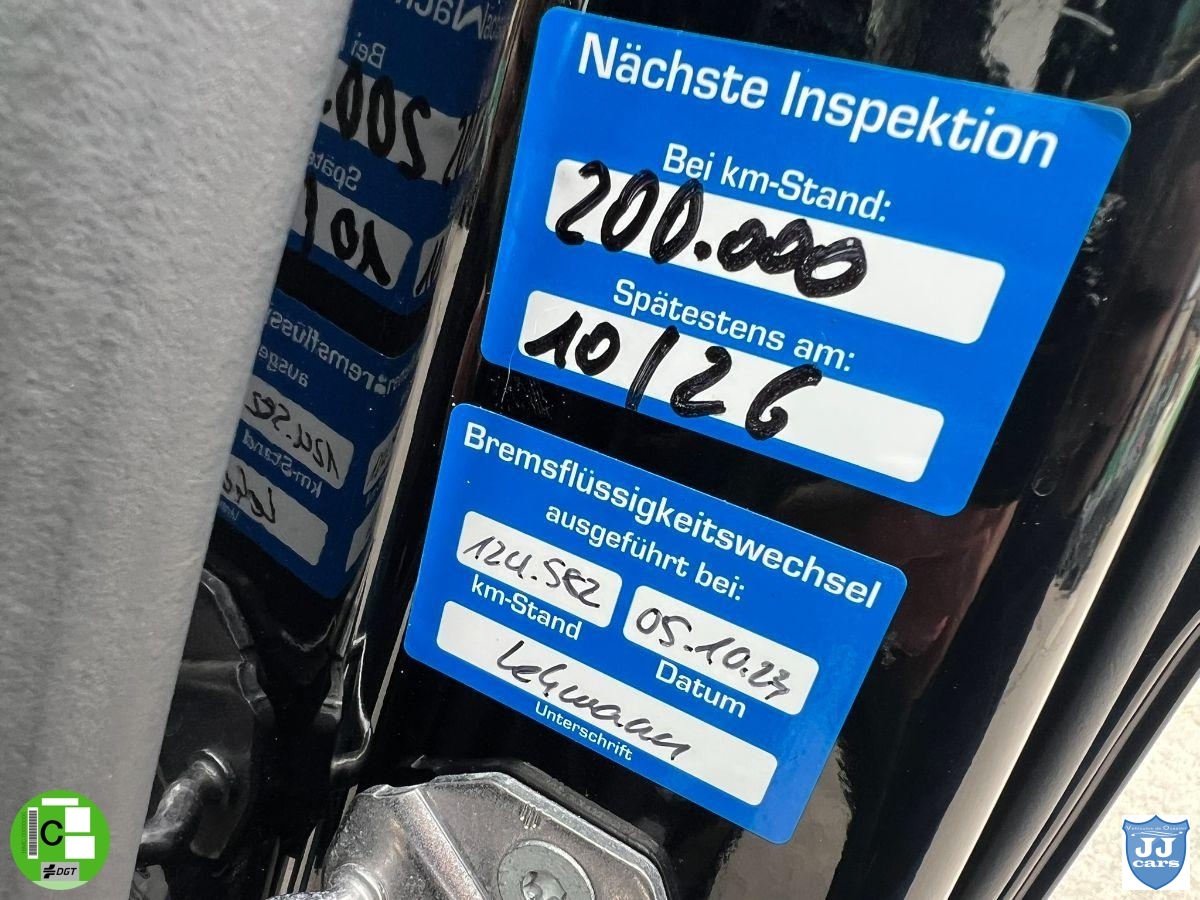 Nächste Inspektion
Bei km-Stand:
200.000
Spätestens am:
10/26
Bremsflüssigkeitswechsel
ausgeführt bei:
124.582
05.10.23
km-Stand
Datum
Lehmann
Unterschrift
C
DGT
JJ
cars